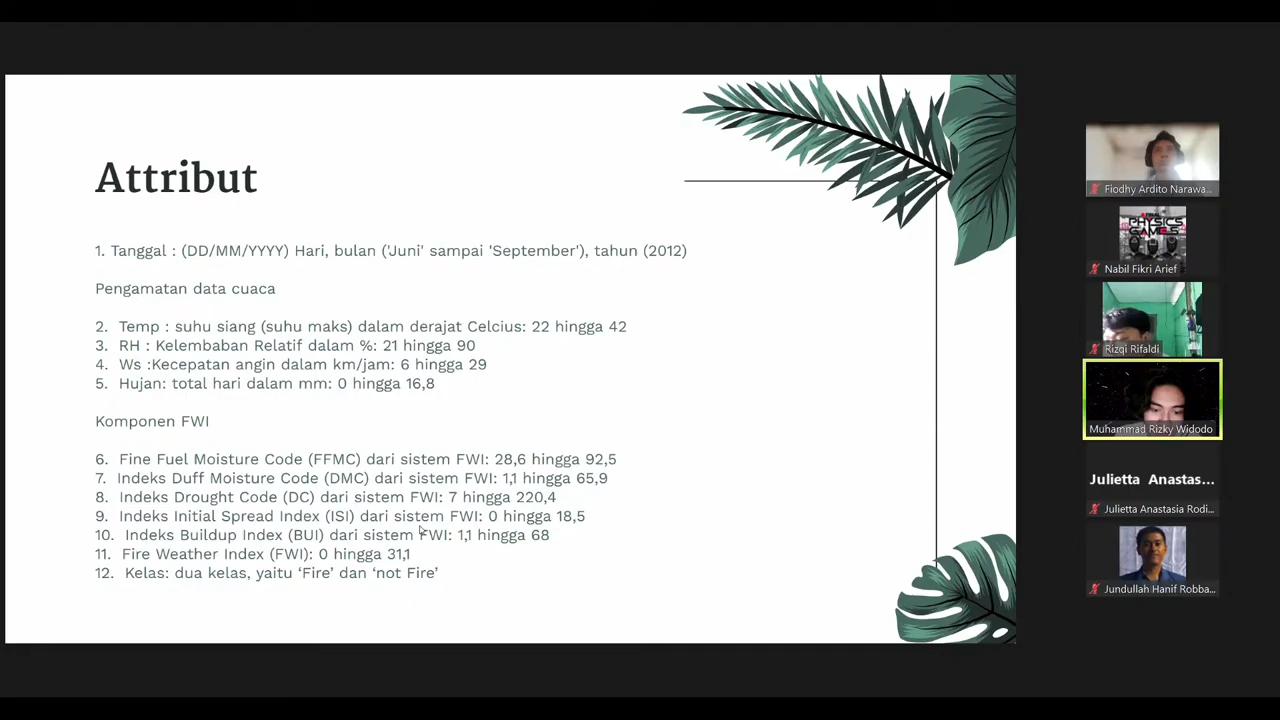 Attribut
1. Tanggal : (DD/MM/YYYY) Hari, bulan ('Juni' sampai 'September'), tahun (2012)
Pengamatan data cuaca
2. Temp : suhu siang (suhu maks) dalam derajat Celcius: 22 hingga 42
3. RH : Kelembaban Relatif dalam %: 21 hingga 90
4. Ws :Kecepatan angin dalam km/jam: 6 hingga 29
5. Hujan: total hari dalam mm: 0 hingga 16,8
Komponen FWI
6. Fine Fuel Moisture Code (FFMC) dari sistem FWI: 28,6 hingga 92,5
7. Indeks Duff Moisture Code (DMC) dari sistem FWI: 1,1 hingga 65,9
8. Indeks Drought Code (DC) dari sistem FWI: 7 hingga 220,4
9. Indeks Initial Spread Index (ISI) dari sistem FWI: 0 hingga 18,5
10. Indeks Buildup Index (BUI) dari sistem FWI: 1,1 hingga 68
11. Fire Weather Index (FWI): 0 hingga 31,1
12. Kelas: dua kelas, yaitu ‘Fire’ dan ‘not Fire’
Fiodhy Ardito Narawa...
PHYSICS
GAMES
Nabil Fikri Arief
Rizqi Rifaldi
Muhammad Rizky Widodo
Julietta Anastas...
Julietta Anastasia Rodi...
Jundullah Hanif Robba...